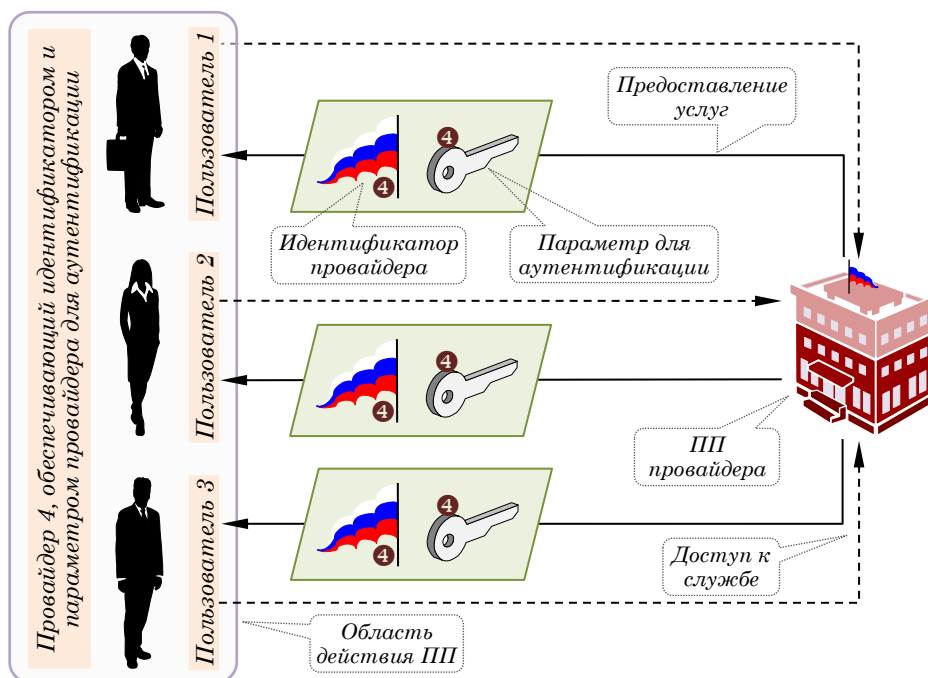 Провайдер 4, обеспечивающий идентификатором и
параметром провайдера для аутентификации
Пользователь 1
Пользователь 2
Пользователь 3
Предоставление
услуг
4
4
Идентификатор
провайдера
Параметр для
аутентификации
4
4
ПП
провайдера
4
4
Доступ к
службе
Область
действия ПП